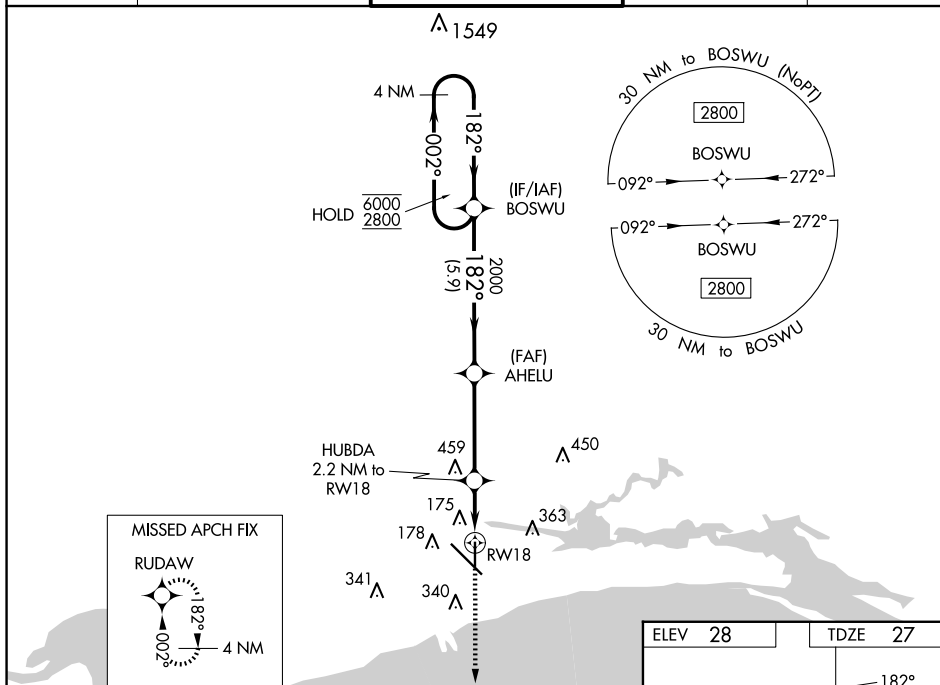 1549
4 NM
182°
002°
HOLD
6000
2800
(IF/IAF)
BOSWU
2000
182°
(5.9)
(FAF)
AHELU
HUBDA
2.2 NM to
RW18
459
450
175
363
178
RW18
341
340
30 NM to BOSWU (NoPT)
2800
BOSWU
092°
272°
092°
272°
BOSWU
2800
30 NM to BOSWU
MISSED APCH FIX
RUDAW
182°
002°
4 NM
ELEV 28
TDZE 27
182°